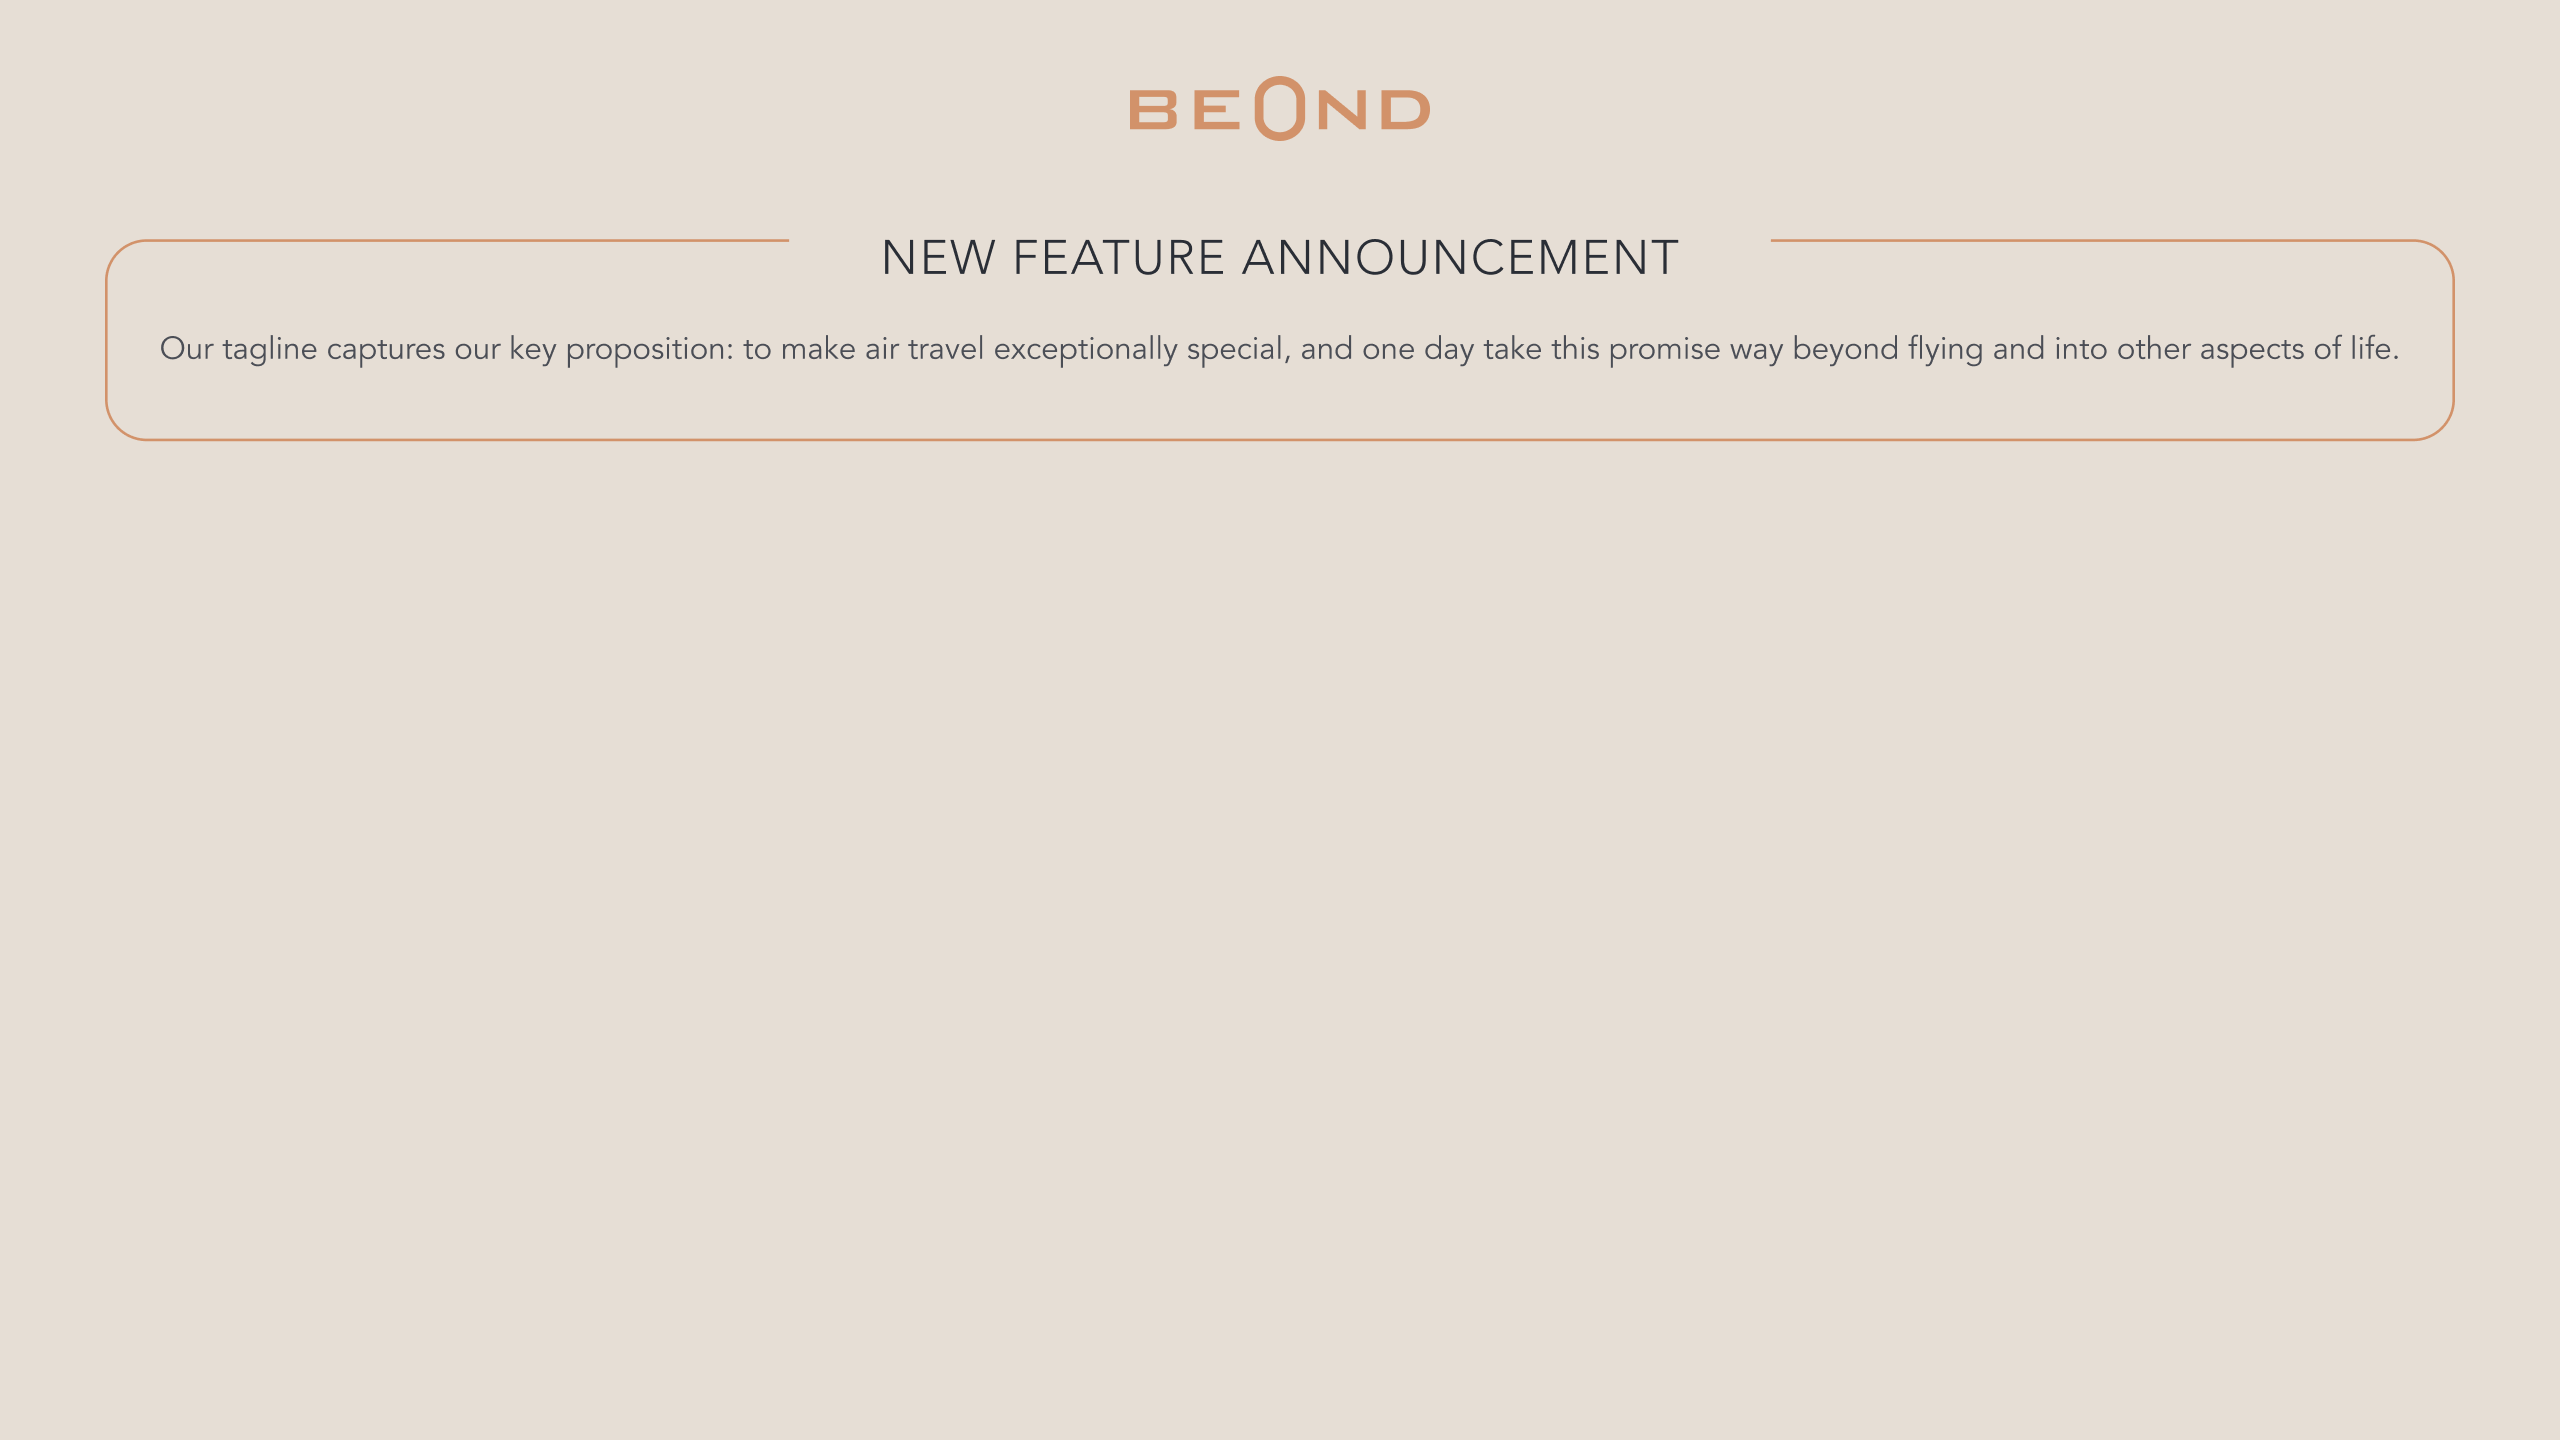 BEOND
NEW FEATURE ANNOUNCEMENT
Our tagline captures our key proposition: to make air travel exceptionally special, and one day take this promise way beyond flying and into other aspects of life.